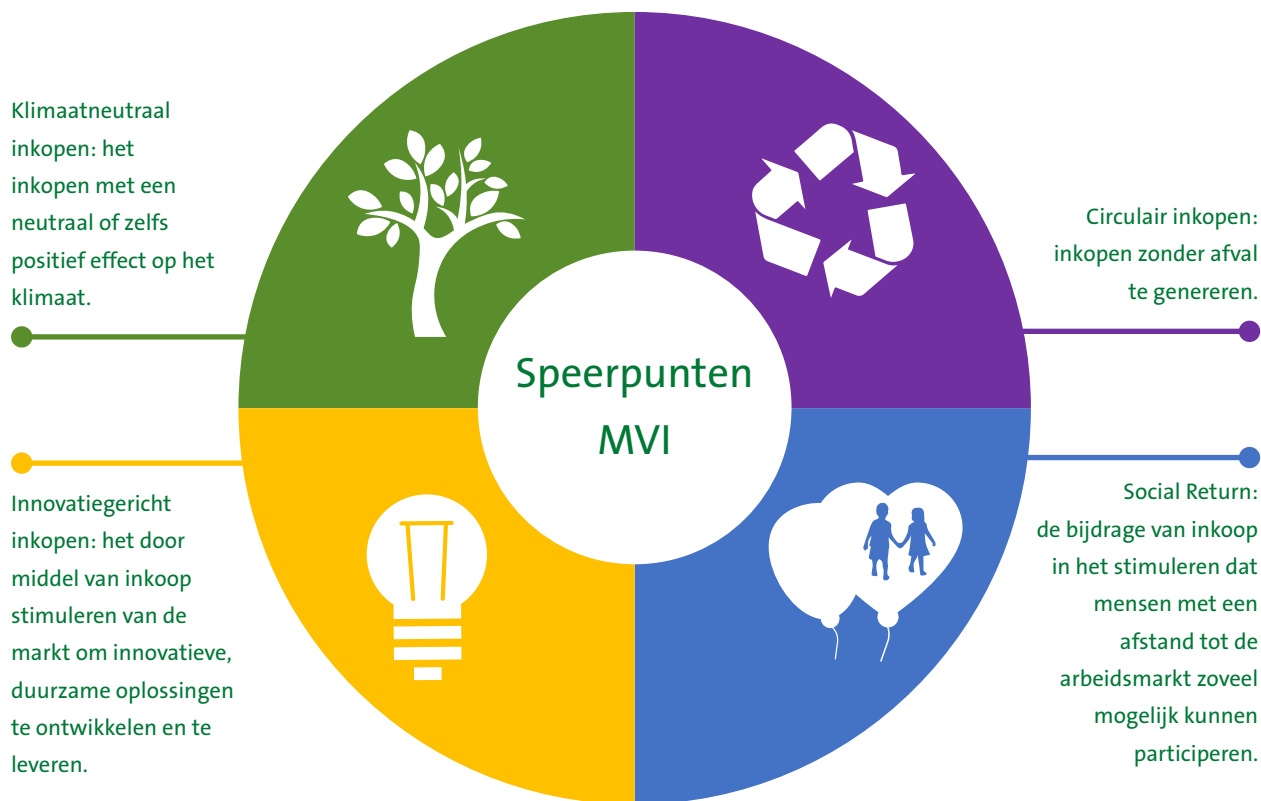 Klimaatneutraal
inkopen: het
inkopen met een
neutraal of zelfs
positief effect op het
klimaat.
Circulair inkopen:
inkopen zonder afval
te genereren.
Speerpunten
MVI
Innovatiegericht
inkopen: het door
middel van inkoop
stimuleren van de
markt om innovatieve,
duurzame oplossingen
te ontwikkelen en te
leveren.
Social Return:
de bijdrage van inkoop
in het stimuleren dat
mensen met een
afstand tot de
arbeidsmarkt zoveel
mogelijk kunnen
participeren.